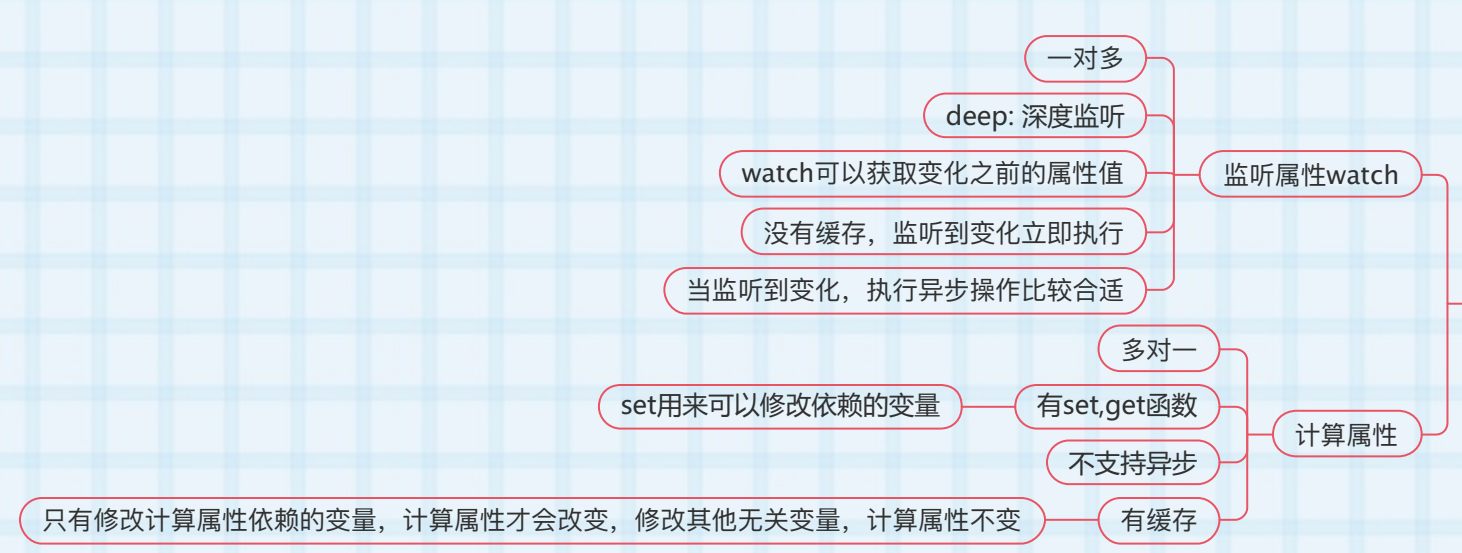 一对多
deep: 深度监听
watch可以获取变化之前的属性值
监听属性watch
没有缓存，监听到变化立即执行
当监听到变化，执行异步操作比较合适
多对一
set用来可以修改依赖的变量
有set,get函数
计算属性
不支持异步
只有修改计算属性依赖的变量，计算属性才会改变，修改其他无关变量，计算属性不变
有缓存